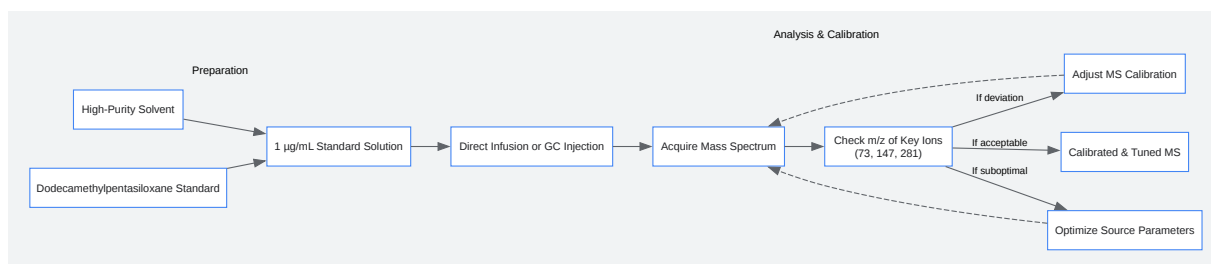 Preparation
High-Purity Solvent
Dodecamethylpentasiloxane Standard
1 µg/mL Standard Solution
Direct Infusion or GC Injection
Analysis & Calibration
Acquire Mass Spectrum
Check m/z of Key Ions
(73, 147, 281)
If deviation
If acceptable
If suboptimal
Adjust MS Calibration
Calibrated & Tuned MS
Optimize Source Parameters